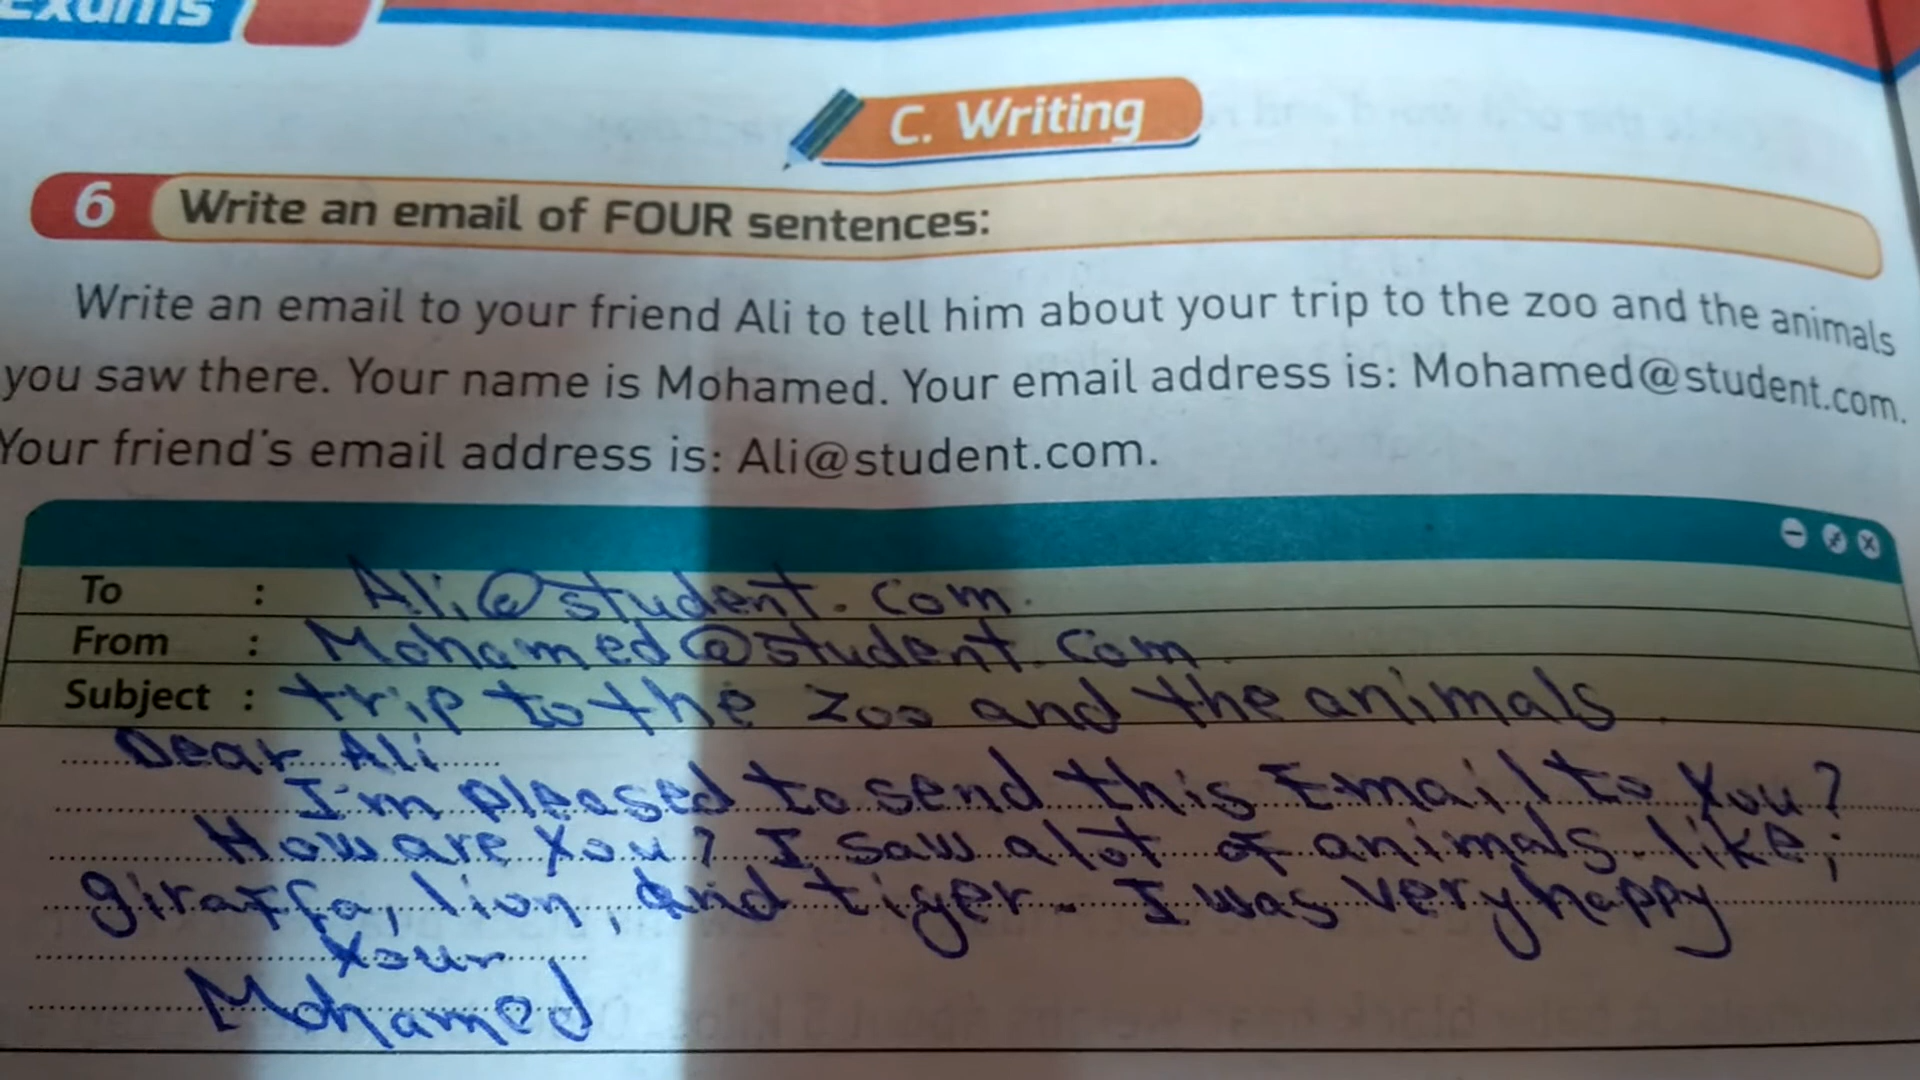 Exams
C. Writing
6 Write an email of FOUR sentences:
Write an email to your friend Ali to tell him about your trip to the zoo and the animals
you saw there. Your name is Mohamed. Your email address is: Mohamed@student.com.
Your friend's email address is: Ali@student.com.
To : Ali@student.com.
From : Mohamed@student.com
Subject : trip to the zoo and the animals
Dear Ali
I'm pleased to send this Email to you?
How are you? I saw alot of animals like;
giraffa, lion, and tiger. I was very happy
your
Mohamed